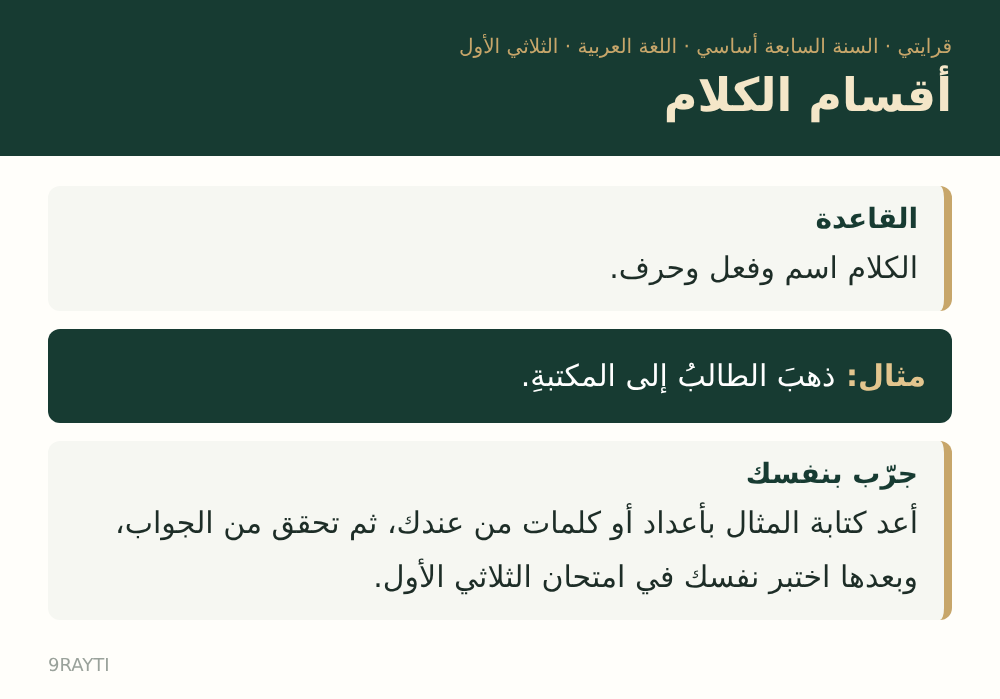 قرايتي · السنة السابعة أساسي · اللغة العربية · الثلاثي الأول
أقسام الكلام
القاعدة
الكلام اسم وفعل وحرف.
مثال: ذهبَ الطالبُ إلى المكتبةِ.
جرّب بنفسك
أعد كتابة المثال بأعداد أو كلمات من عندك، ثم تحقق من الجواب،
وبعدها اختبر نفسك في امتحان الثلاثي الأول.
9RAYTI